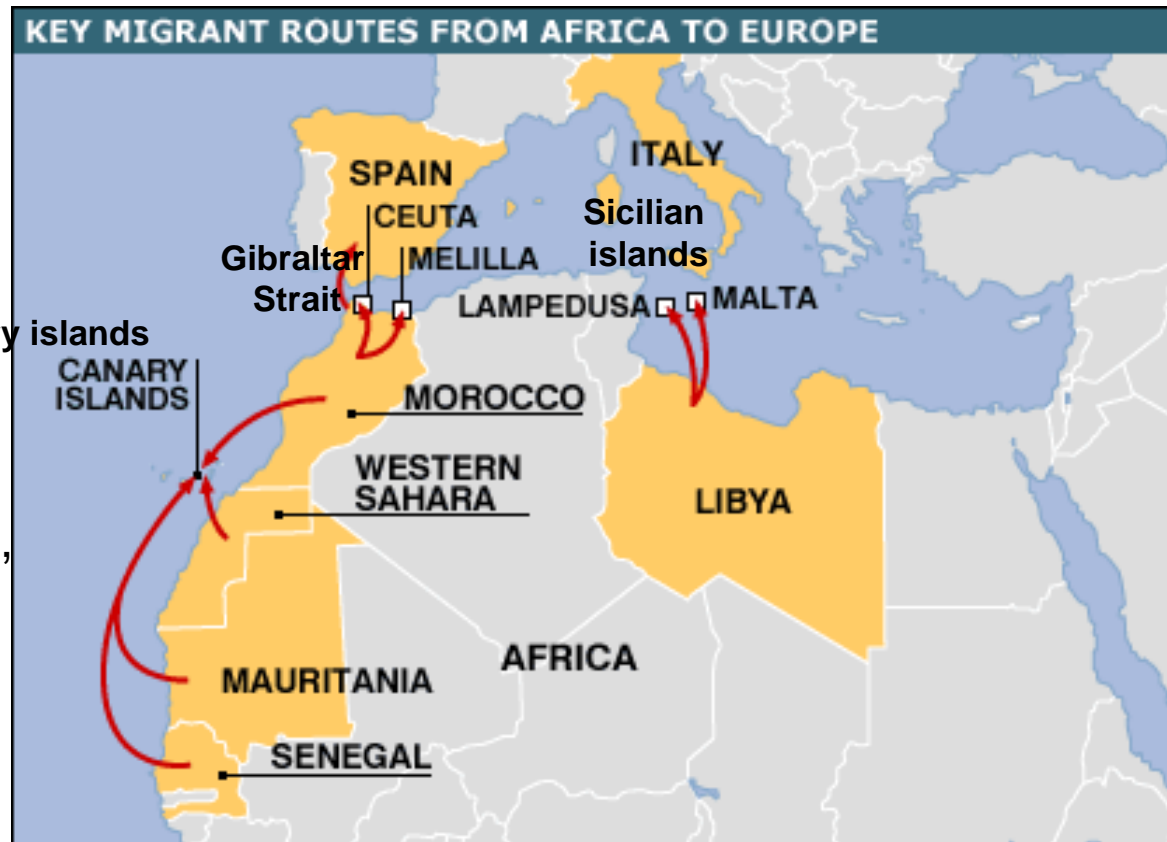 KEY MIGRANT ROUTES FROM AFRICA TO EUROPE
SPAIN
ITALY
CEUTA
Sicilian
islands
Gibraltar
Strait
MELILLA
LAMPEDUSA
MALTA
y islands
CANARY
ISLANDS
MOROCCO
WESTERN
SAHARA
LIBYA
,
AFRICA
MAURITANIA
SENEGAL